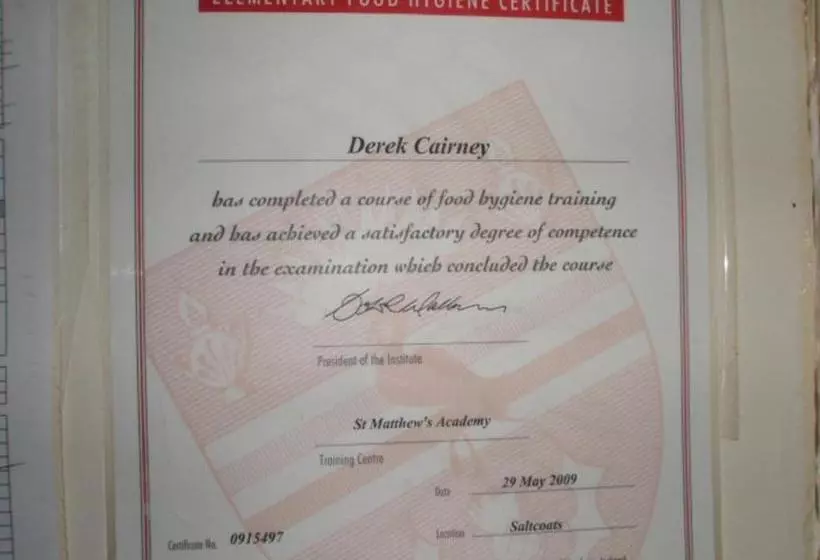 ELEMENTARY FOOD HYGIENE CERTIFICATE
Derek Cairney
has completed a course of food hygiene training
and has achieved a satisfactory degree of competence
in the examination which concluded the course
President of the Institute
St Matthew's Academy
Training Centre
Date 29 May 2009
Certificate No. 0915497
Location Saltcoats